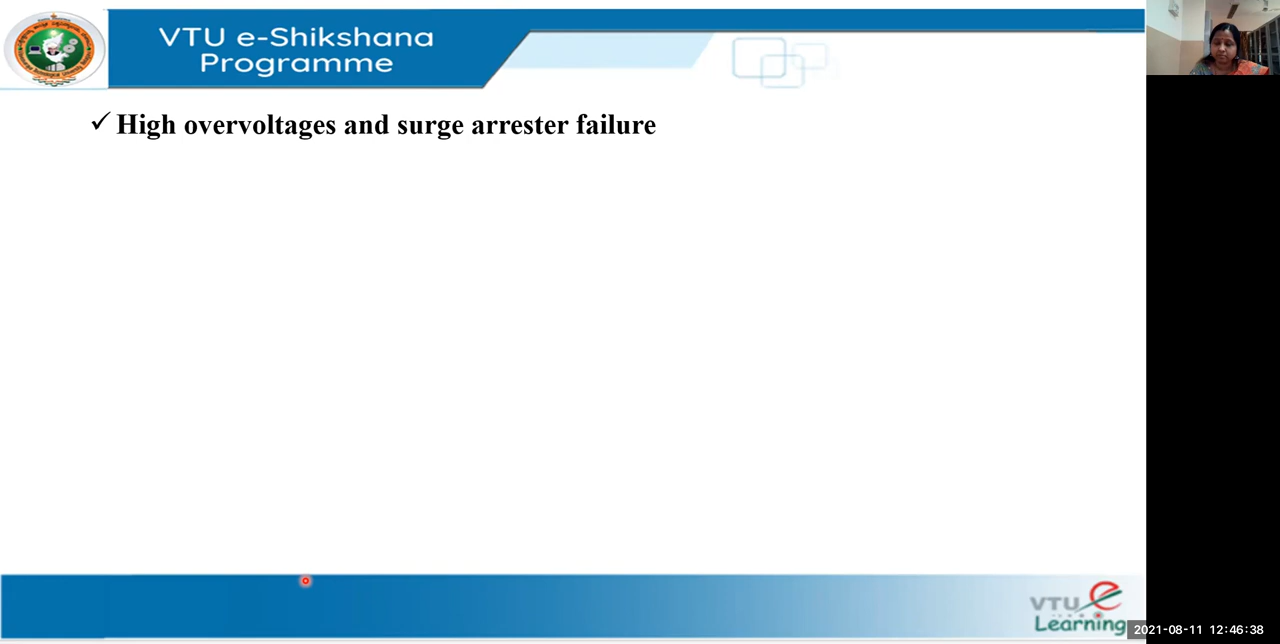 VTU e-Shikshana
Programme
✓ High overvoltages and surge arrester failure
VTU
Learning
2021-08-11 12:46:38